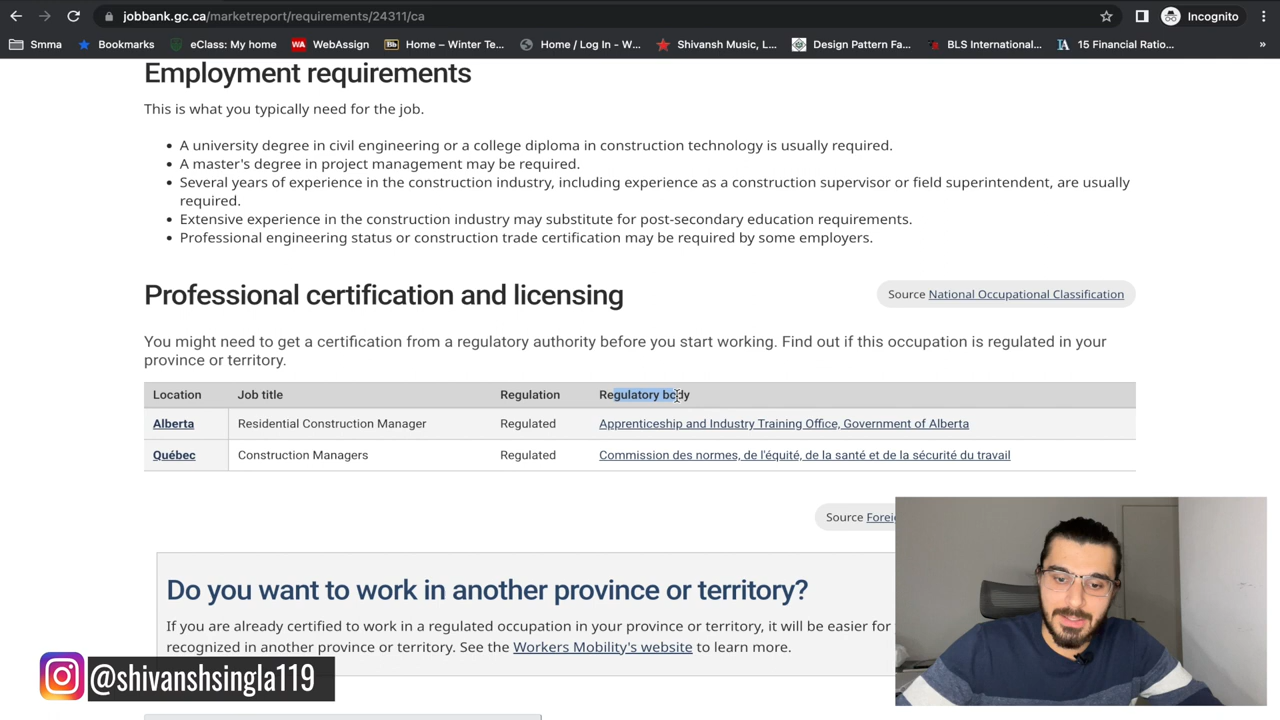 jobbank.gc.ca/marketreport/requirements/24311/ca
Incognito
Smma
Bookmarks
eClass: My home
WA
WebAssign
Bb
Home – Winter Te...
Home / Log In - W...
Shivansh Music, L...
Design Pattern Fa...
BLS International...
IA
15 Financial Ratio...
»
Employment requirements
This is what you typically need for the job.
• A university degree in civil engineering or a college diploma in construction technology is usually required.
• A master's degree in project management may be required.
• Several years of experience in the construction industry, including experience as a construction supervisor or field superintendent, are usually
required.
• Extensive experience in the construction industry may substitute for post-secondary education requirements.
• Professional engineering status or construction trade certification may be required by some employers.
Professional certification and licensing
Source National Occupational Classification
You might need to get a certification from a regulatory authority before you start working. Find out if this occupation is regulated in your
province or territory.
Location Job title Regulation Regulatory body
Alberta Residential Construction Manager Regulated Apprenticeship and Industry Training Office, Government of Alberta
Québec Construction Managers Regulated Commission des normes, de l'équité, de la santé et de la sécurité du travail
Source Forei
Do you want to work in another province or territory?
If you are already certified to work in a regulated occupation in your province or territory, it will be easier for
recognized in another province or territory. See the Workers Mobility's website to learn more.
@shivanshsingla119